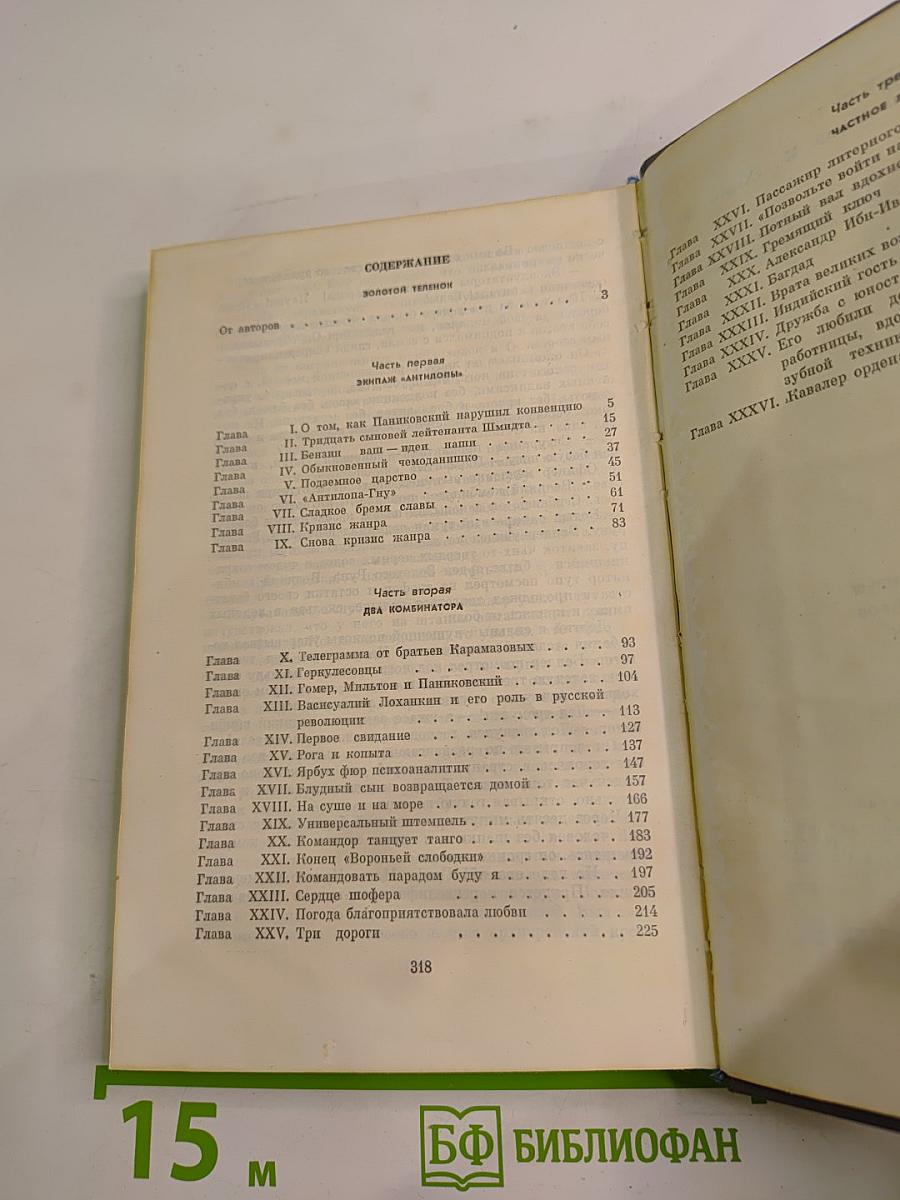 СОДЕРЖАНИЕ
ЗОЛОТОЙ ТЕЛЕНОК
От авторов . . . . . . . . . . . . . . . . 3
Часть первая
ЭКИПАЖ «АНТИЛОПЫ»
Глава I. О том, как Паниковский нарушил конвенцию 5
Глава II. Тридцать сыновей лейтенанта Шмидта . . . . 15
Глава III. Бензин ваш — идеи наши . . . . . . . 27
Глава IV. Обыкновенный чемоданишко . . . . . . . 37
Глава V. Подземное царство . . . . . . . . . . 45
Глава VI. «Антилопа-Гну» . . . . . . . . . . 51
Глава VII. Сладкое бремя славы . . . . . . . . . . 61
Глава VIII. Кризис жанра . . . . . . . . . . 71
Глава IX. Снова кризис жанра . . . . . . . . . . 83
Часть вторая
ДВА КОМБИНАТОРА
Глава X. Телеграмма от братьев Карамазовых . . . . 93
Глава XI. Геркулесовцы . . . . . . . . . . 97
Глава XII. Гомер, Мильтон и Паниковский . . . . . 104
Глава XIII. Васисуалий Лоханкин и его роль в русской
революции . . . . . . . . . . . 113
Глава XIV. Первое свидание . . . . . . . . . . 127
Глава XV. Рога и копыта . . . . . . . . . . 137
Глава XVI. Ярбух фюр психоаналитик . . . . . . . 147
Глава XVII. Блудный сын возвращается домой . . . . . 157
Глава XVIII. На суше и на море . . . . . . . . . 166
Глава XIX. Универсальный штемпель . . . . . . . . 177
Глава XX. Командор танцует танго . . . . . . . . 183
Глава XXI. Конец «Вороньей слободки» . . . . . . 192
Глава XXII. Командовать парадом буду я . . . . . . . 197
Глава XXIII. Сердце шофера . . . . . . . . . 205
Глава XXIV. Погода благоприятствовала любви . . . . . 214
Глава XXV. Три дороги . . . . . . . . . 225
318
Часть
ЧАСТНОЕ
Глава XXVI. Пассажир литерного
Глава XXVII. «Позвольте войти
Глава XXVIII. Потный вал
Глава XXIX. Гремящий ключ
Глава XXX. Александр
Глава XXXI. Багдад
Глава XXXII. Врата великих
Глава XXXIII. Индийский гость
Глава XXXIV. Дружба с
Глава XXXV. Его любили
работницы,
зубной
Глава XXXVI. Кавалер
15 м
БФ БИБЛИОФАН